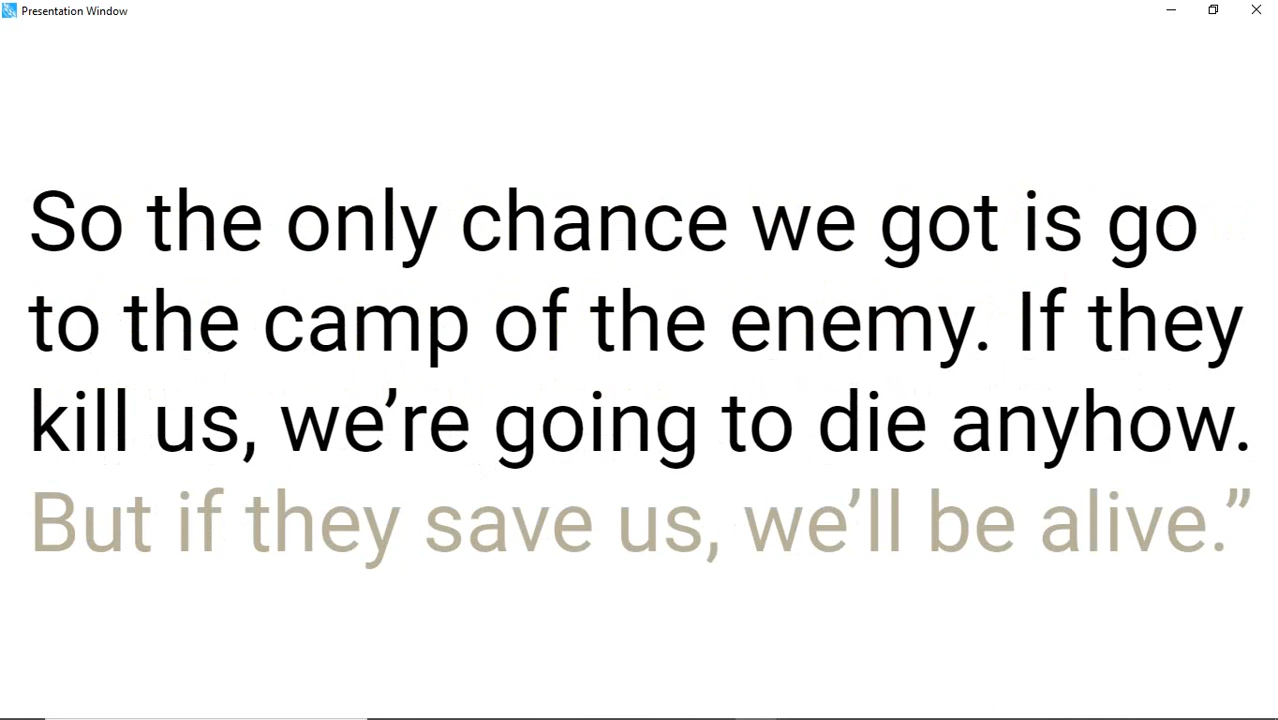 Presentation Window
So the only chance we got is go
to the camp of the enemy. If they
kill us, we’re going to die anyhow.
But if they save us, we’ll be alive.”